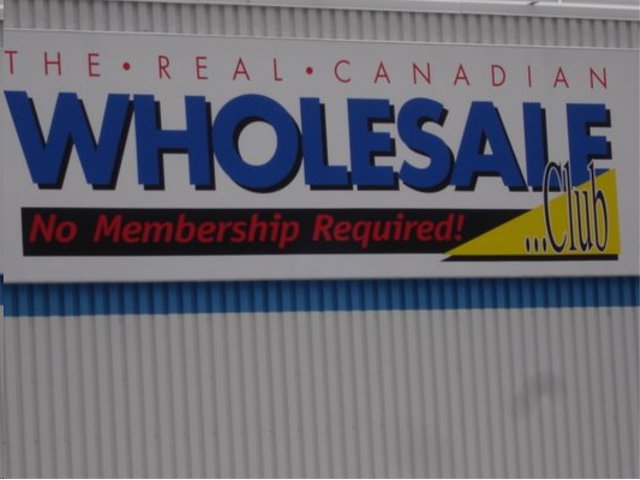 THE • REAL • CANADIAN
WHOLESALE
...Club
No Membership Required!